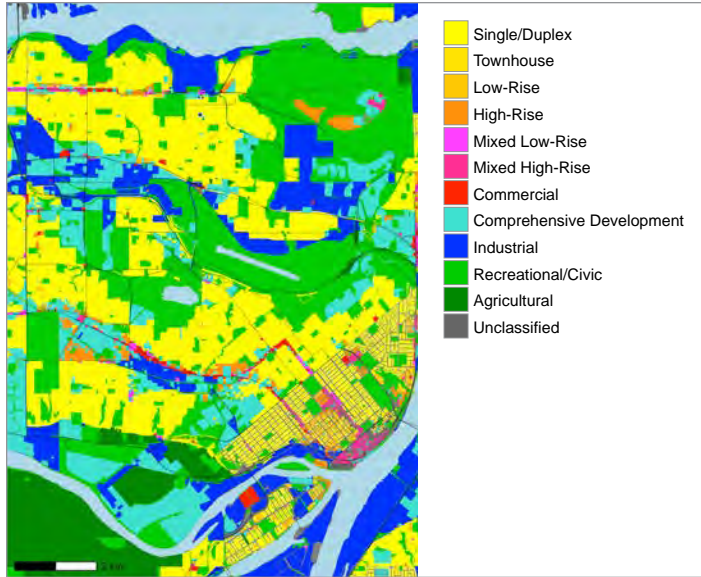 Single/Duplex
Townhouse
Low-Rise
High-Rise
Mixed Low-Rise
Mixed High-Rise
Commercial
Comprehensive Development
Industrial
Recreational/Civic
Agricultural
Unclassified